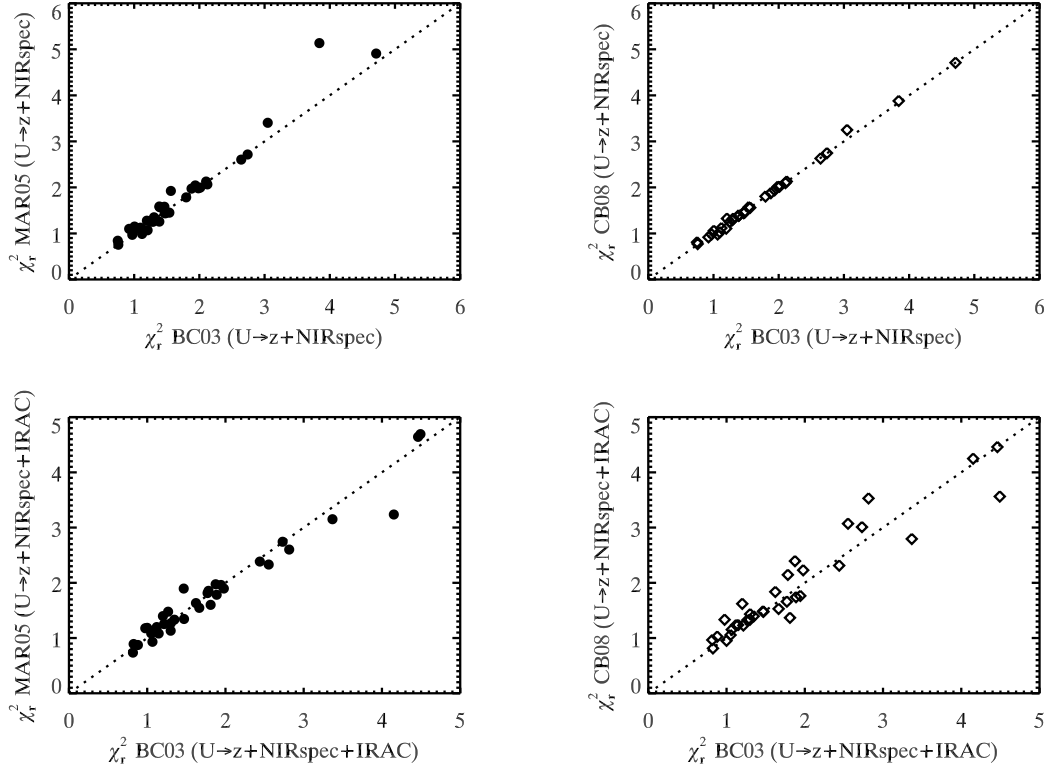 6
5
4
3
2
1
0
0 1 2 3 4 5 6
χ²ᵣ MAR05 (U→z+NIRspec)
χ²ᵣ BC03 (U→z+NIRspec)
6
5
4
3
2
1
0
0 1 2 3 4 5 6
χ²ᵣ CB08 (U→z+NIRspec)
χ²ᵣ BC03 (U→z+NIRspec)
5
4
3
2
1
0
0 1 2 3 4 5
χ²ᵣ MAR05 (U→z+NIRspec+IRAC)
χ²ᵣ BC03 (U→z+NIRspec+IRAC)
5
4
3
2
1
0
0 1 2 3 4 5
χ²ᵣ CB08 (U→z+NIRspec+IRAC)
χ²ᵣ BC03 (U→z+NIRspec+IRAC)